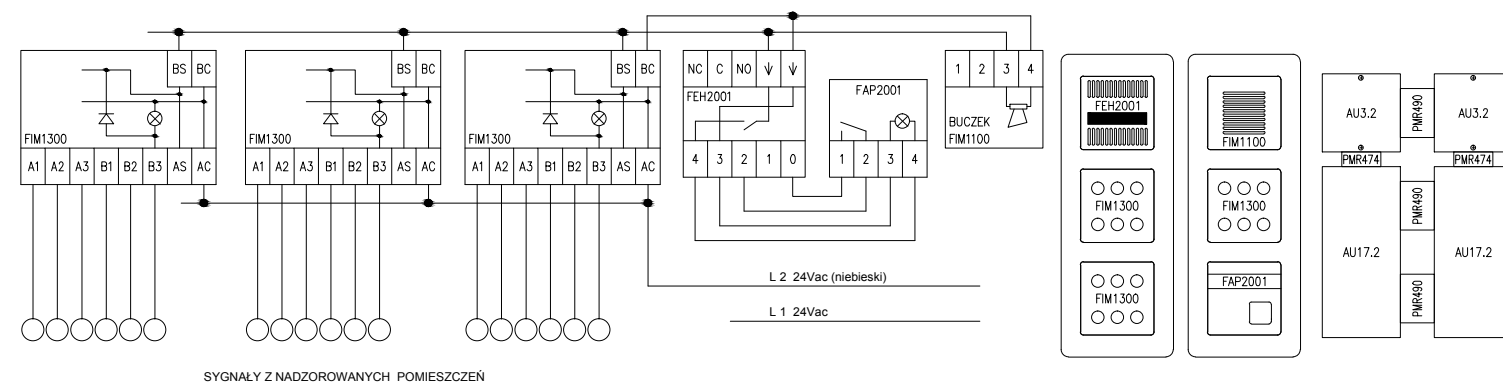 BS BC
FIM1300
A1 A2 A3 B1 B2 B3 AS AC
BS BC
FIM1300
A1 A2 A3 B1 B2 B3 AS AC
BS BC
FIM1300
A1 A2 A3 B1 B2 B3 AS AC
NC C NO
FEH2001
4 3 2 1 0
FAP2001
1 2 3 4
1 2 3 4
BUCZEK
FIM1100
L 2 24Vac (niebieski)
L 1 24Vac
SYGNAŁY Z NADZOROWANYCH POMIESZCZEŃ
FEH2001
FIM1300
FIM1300
FIM1100
FIM1300
FAP2001
AU3.2
PMR490
AU3.2
PMR474
PMR474
AU17.2
PMR490
PMR490
AU17.2